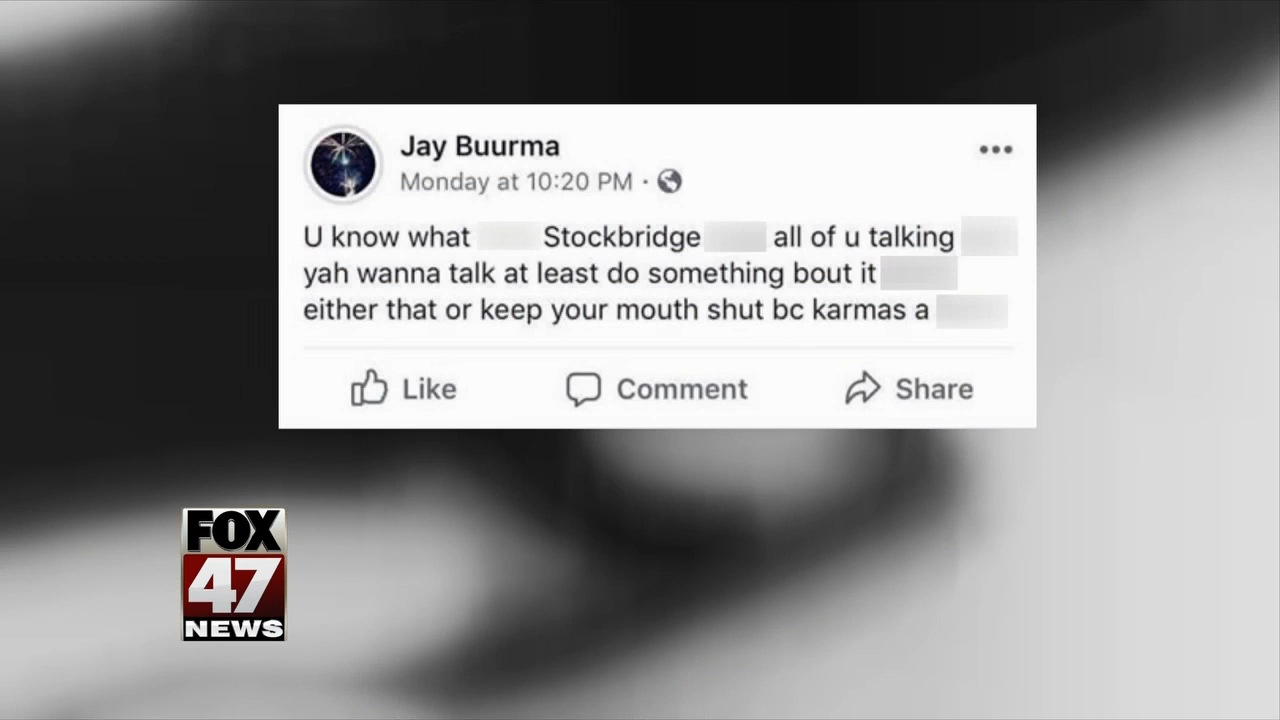 Jay Buurma
Monday at 10:20 PM ·
U know what Stockbridge all of u talking
yah wanna talk at least do something bout it
either that or keep your mouth shut bc karmas a
Like Comment Share
FOX
47
NEWS